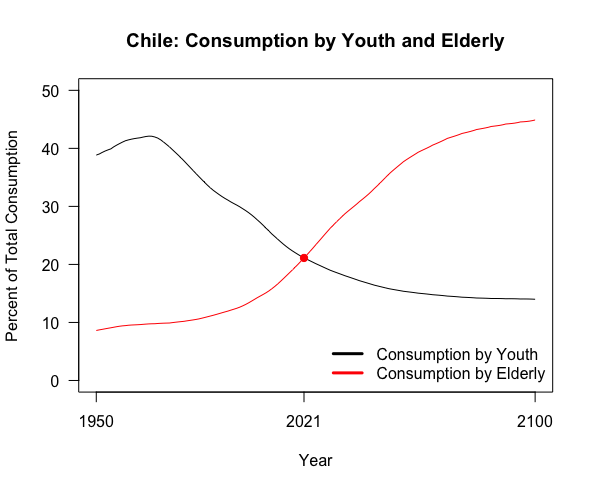 Chile: Consumption by Youth and Elderly
Percent of Total Consumption
50
40
30
20
10
0
Consumption by Youth
Consumption by Elderly
1950 2021 2100
Year